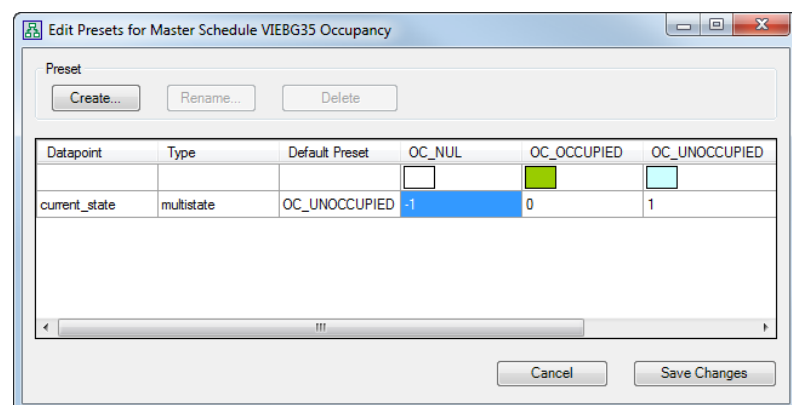 Edit Presets for Master Schedule VIEBG35 Occupancy
Preset
Create... Rename... Delete
Datapoint Type Default Preset OC_NUL OC_OCCUPIED OC_UNOCCUPIED
current_state multistate OC_UNOCCUPIED -1 0 1
Cancel Save Changes